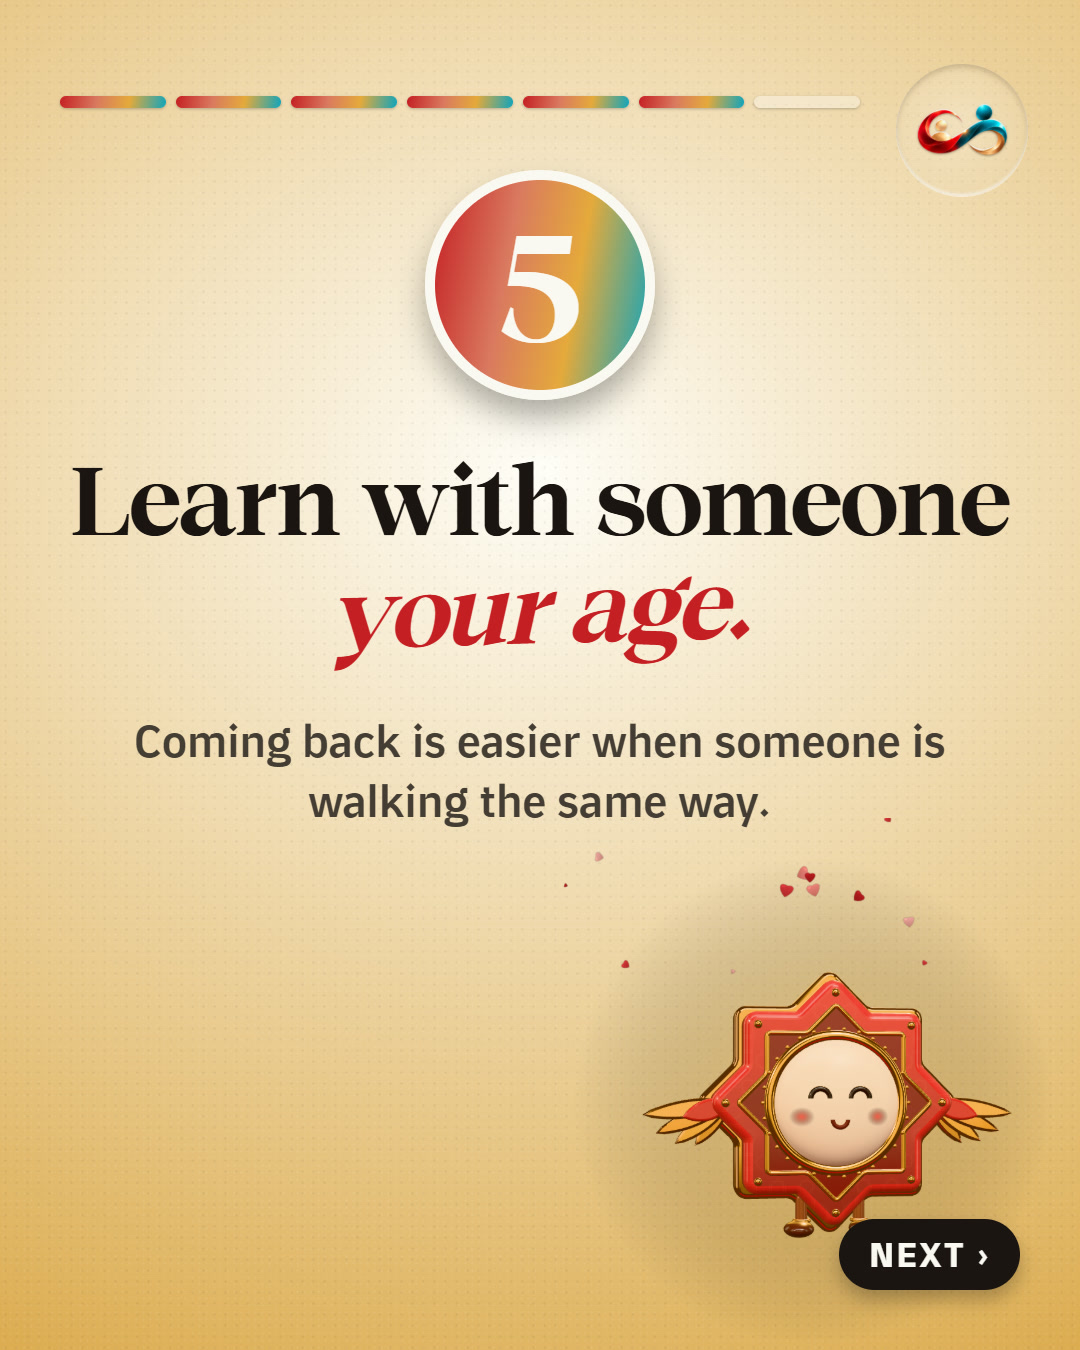 5
Learn with someone
your age.
Coming back is easier when someone is
walking the same way.
NEXT ›